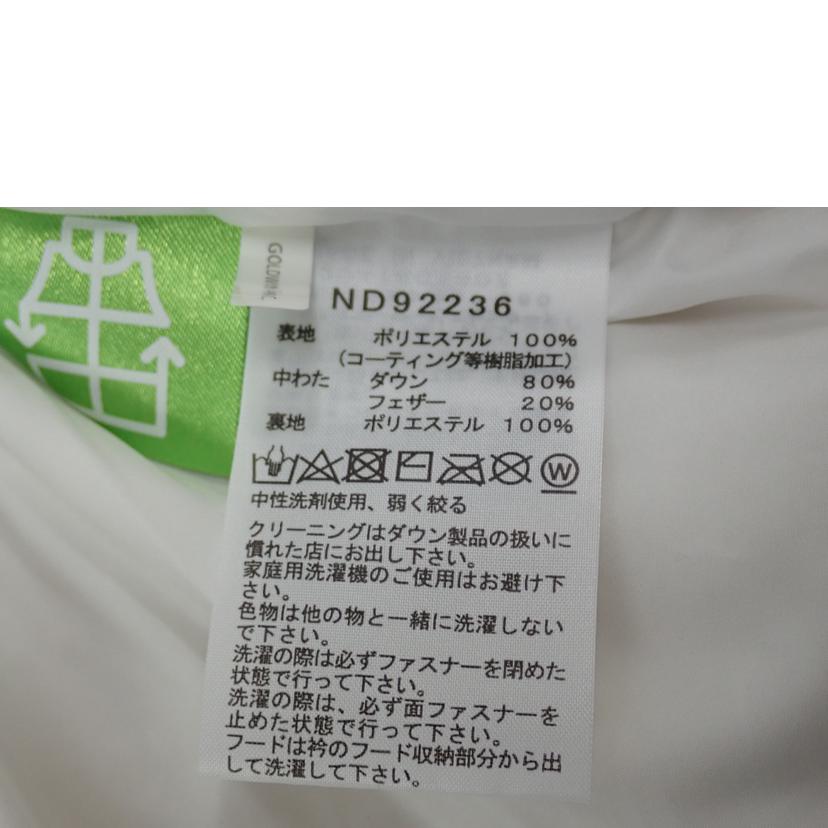 GOLDWIN
ND92236
表地 ポリエステル 100%
(コーティング等樹脂加工)
中わた ダウン 80%
フェザー 20%
裏地 ポリエステル 100%
W
中性洗剤使用、弱く絞る
クリーニングはダウン製品の扱いに
慣れた店にお出し下さい。
家庭用洗濯機のご使用はお避け下
さい。
色物は他の物と一緒に洗濯しない
で下さい。
洗濯の際は必ずファスナーを閉めた
状態で行って下さい。
洗濯の際は、必ず面ファスナーを
止めた状態で行って下さい。
フードは衿のフード収納部分から出
して洗濯して下さい。